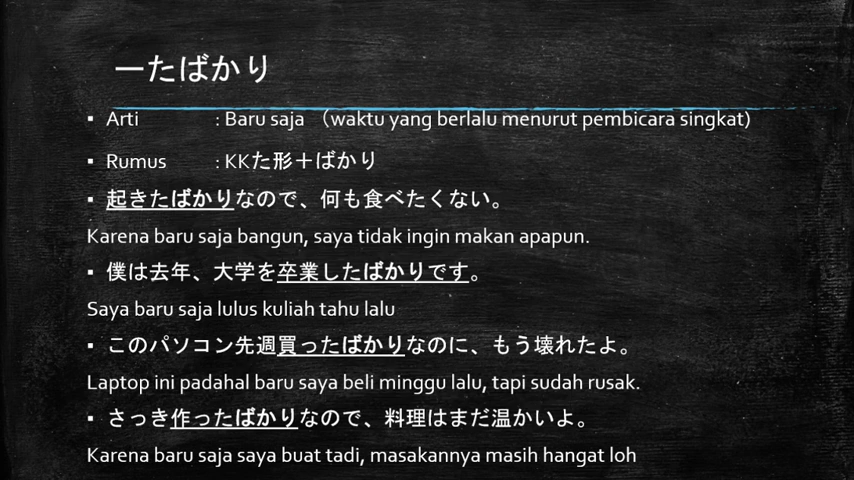 ーたばかり
▪ Arti : Baru saja （waktu yang berlalu menurut pembicara singkat)
▪ Rumus : KKた形＋ばかり
▪ 起きたばかりなので、何も食べたくない。
Karena baru saja bangun, saya tidak ingin makan apapun.
▪ 僕は去年、大学を卒業したばかりです。
Saya baru saja lulus kuliah tahu lalu
▪ このパソコン先週買ったばかりなのに、もう壊れたよ。
Laptop ini padahal baru saya beli minggu lalu, tapi sudah rusak.
▪ さっき作ったばかりなので、料理はまだ温かいよ。
Karena baru saja saya buat tadi, masakannya masih hangat loh